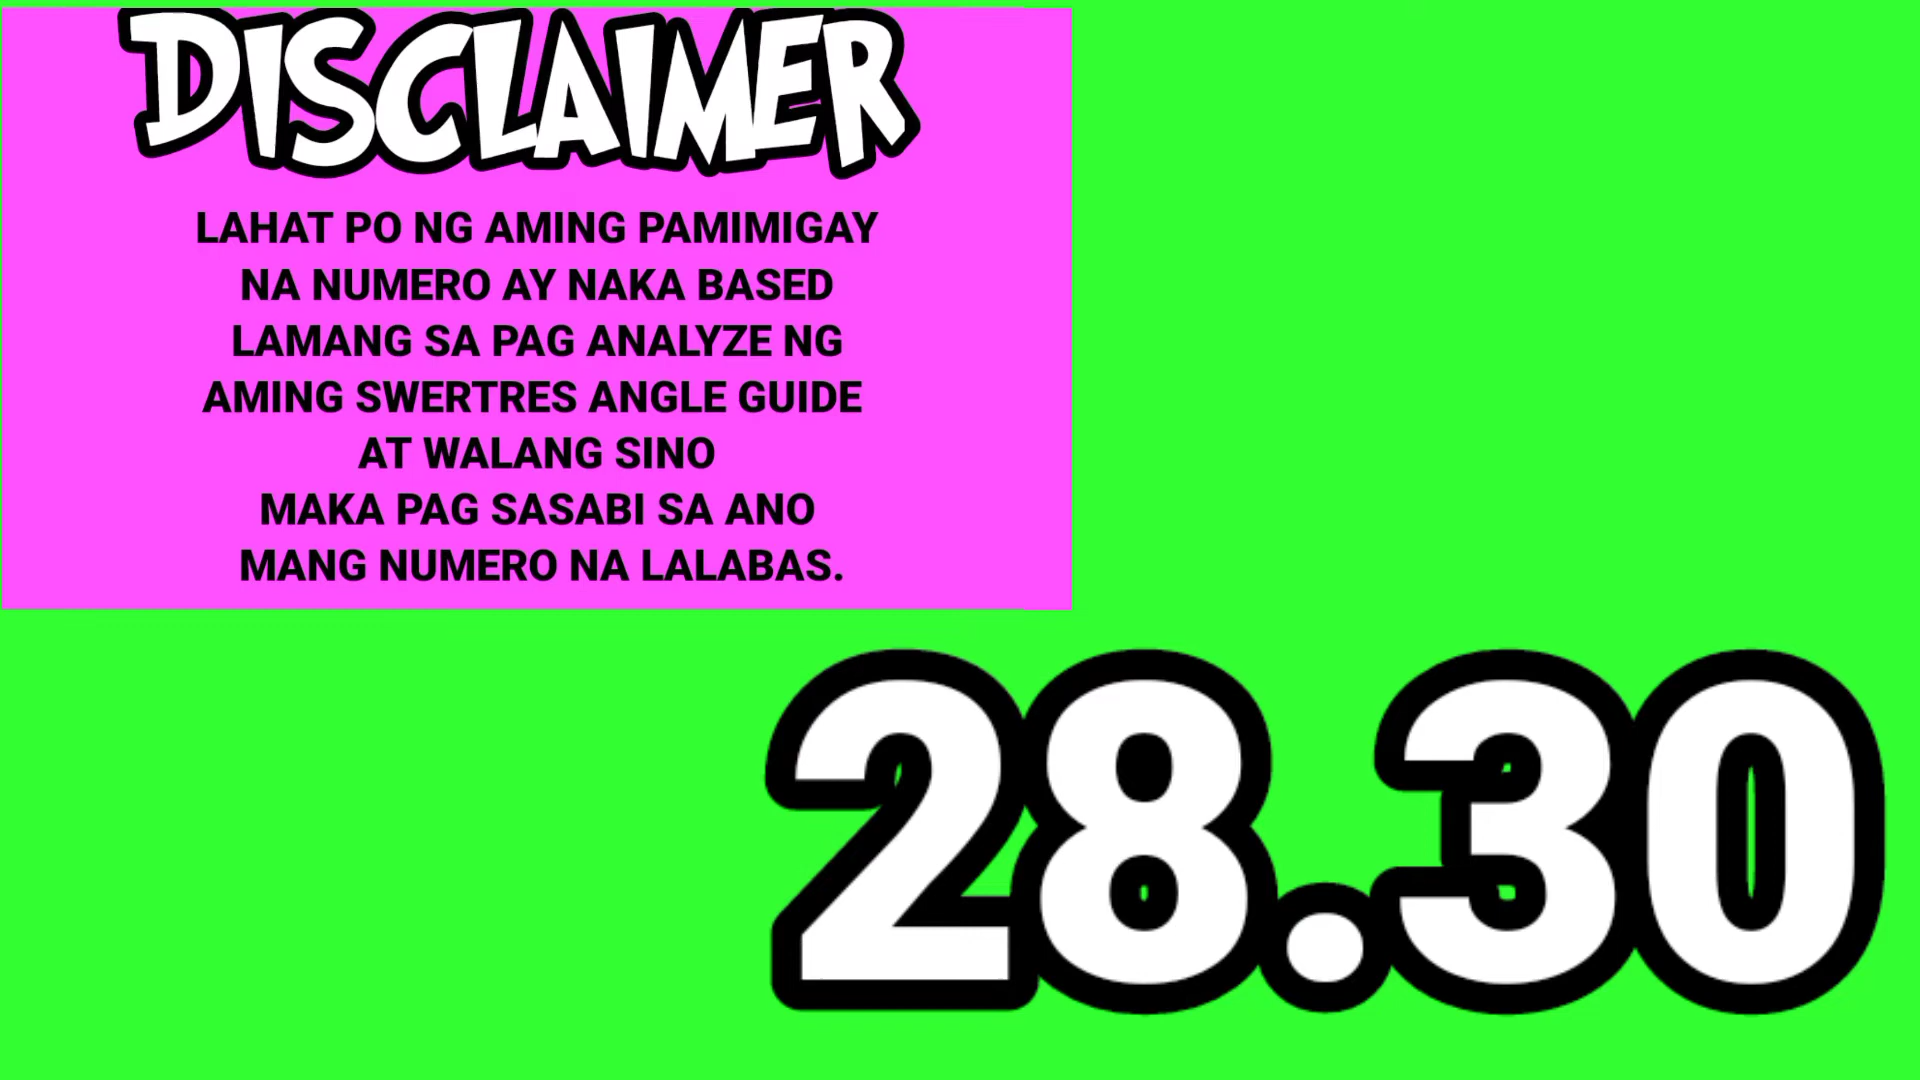 DISCLAIMER
LAHAT PO NG AMING PAMIMIGAY
NA NUMERO AY NAKA BASED
LAMANG SA PAG ANALYZE NG
AMING SWERTRES ANGLE GUIDE
AT WALANG SINO
MAKA PAG SASABI SA ANO
MANG NUMERO NA LALABAS.
28.30